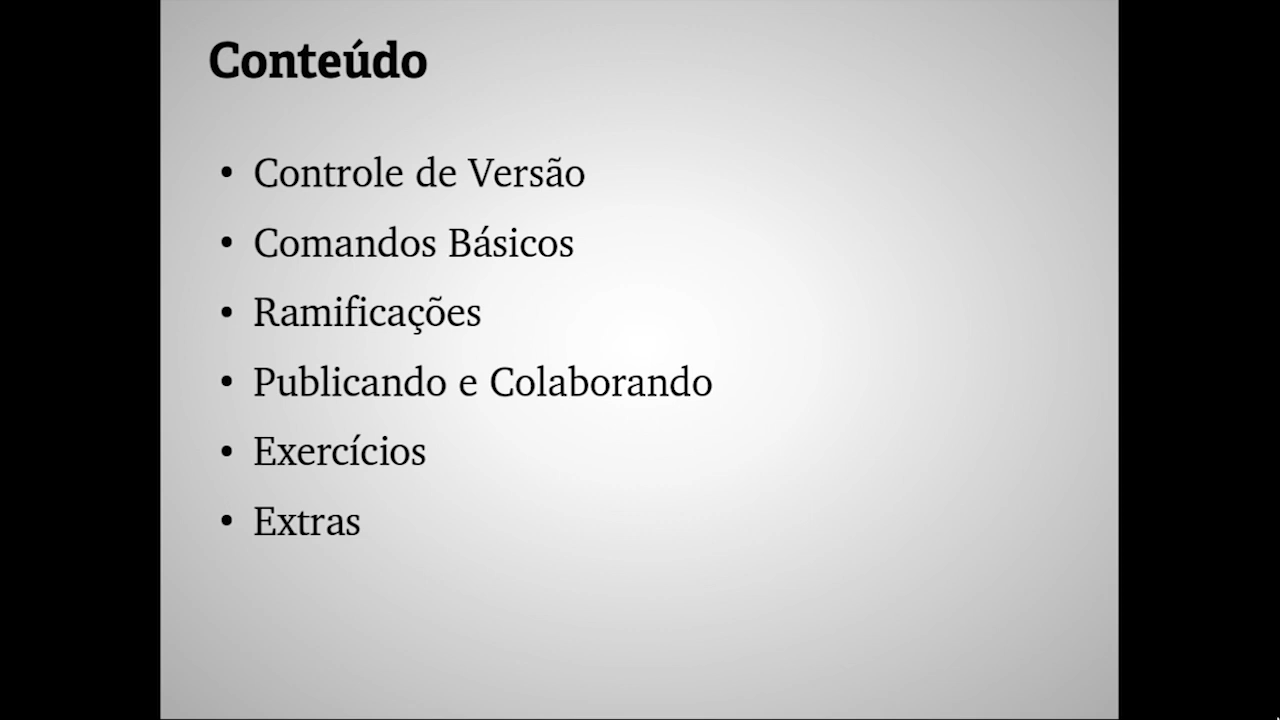 Conteúdo
• Controle de Versão
• Comandos Básicos
• Ramificações
• Publicando e Colaborando
• Exercícios
• Extras